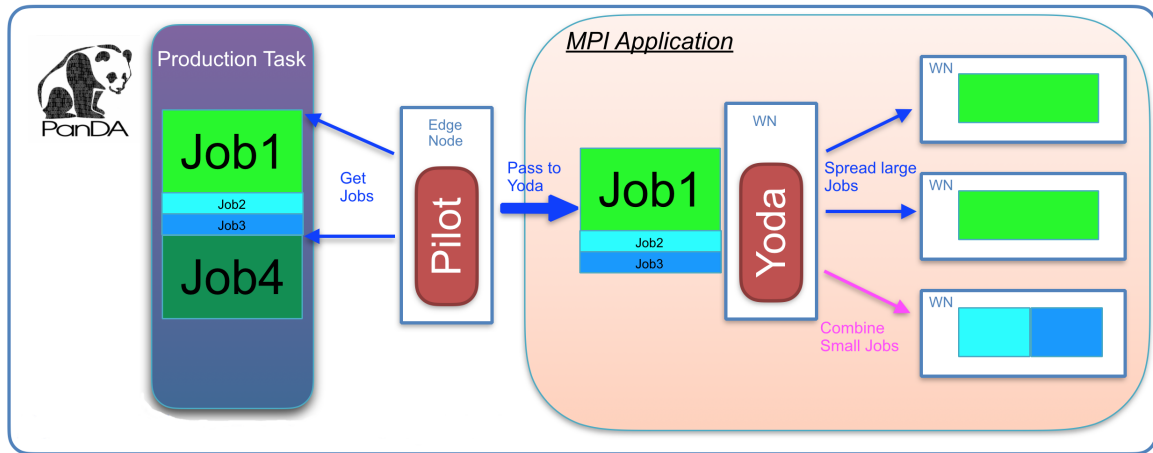 PanDA
Production Task
Job1
Job2
Job3
Job4
Get
Jobs
Edge
Node
Pilot
Pass to
Yoda
MPI Application
Job1
Job2
Job3
WN
Yoda
Spread large
Jobs
Combine
Small Jobs
WN
WN
WN